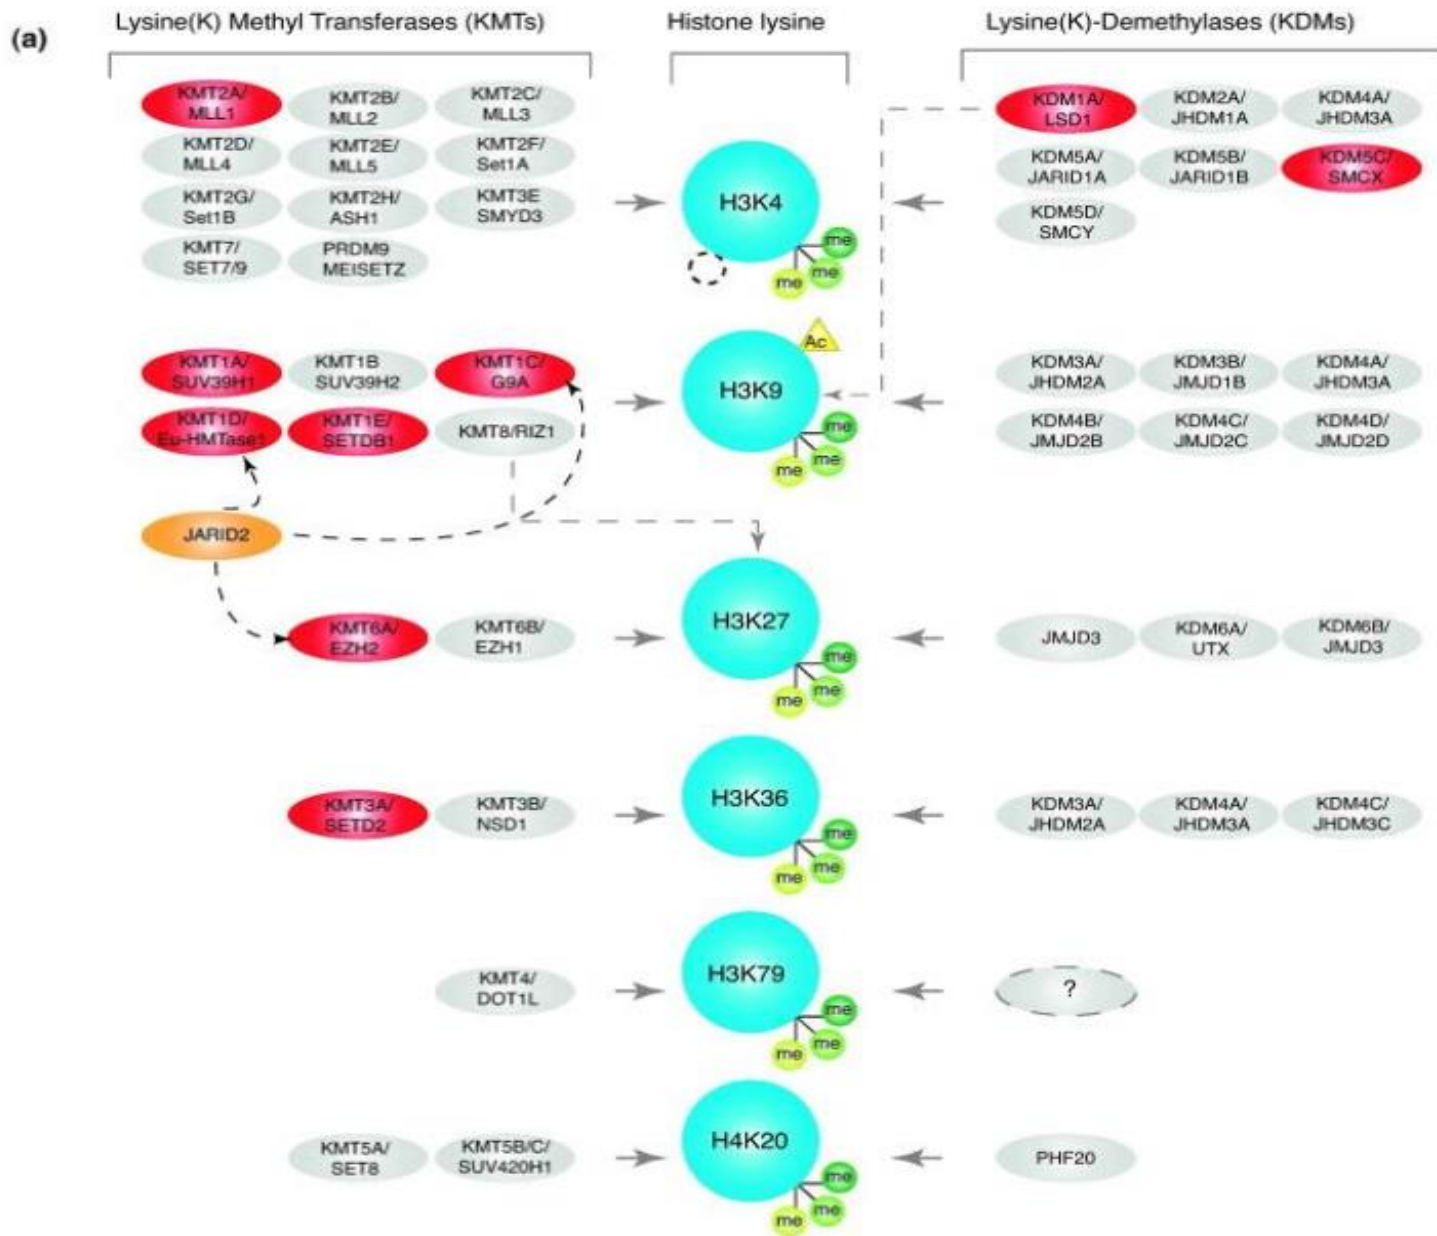 (a)
Lysine(K) Methyl Transferases (KMTs)
Histone lysine
Lysine(K)-Demethylases (KDMs)
KMT2A/
MLL1
KMT2B/
MLL2
KMT2C/
MLL3
KMT2D/
MLL4
KMT2E/
MLL5
KMT2F/
Set1A
KMT2G/
Set1B
KMT2H/
ASH1
KMT3E
SMYD3
KMT7/
SET7/9
PRDM9
MEISETZ
H3K4
me
me
me
KDM1A/
LSD1
KDM2A/
JHDM1A
KDM4A/
JHDM3A
KDM5A/
JARID1A
KDM5B/
JARID1B
KDM5C/
SMCX
KDM5D/
SMCY
KMT1A/
SUV39H1
KMT1B
SUV39H2
KMT1C/
G9A
KMT1D/
Eu-HMTase1
KMT1E/
SETDB1
KMT8/RIZ1
Ac
H3K9
me
me
me
KDM3A/
JHDM2A
KDM3B/
JMJD1B
KDM4A/
JHDM3A
KDM4B/
JMJD2B
KDM4C/
JMJD2C
KDM4D/
JMJD2D
JARID2
KMT6A/
EZH2
KMT6B/
EZH1
H3K27
me
me
me
JMJD3
KDM6A/
UTX
KDM6B/
JMJD3
KMT3A/
SETD2
KMT3B/
NSD1
H3K36
me
me
me
KDM3A/
JHDM2A
KDM4A/
JHDM3A
KDM4C/
JHDM3C
KMT4/
DOT1L
H3K79
me
me
me
?
KMT5A/
SET8
KMT5B/C/
SUV420H1
H4K20
me
me
me
PHF20